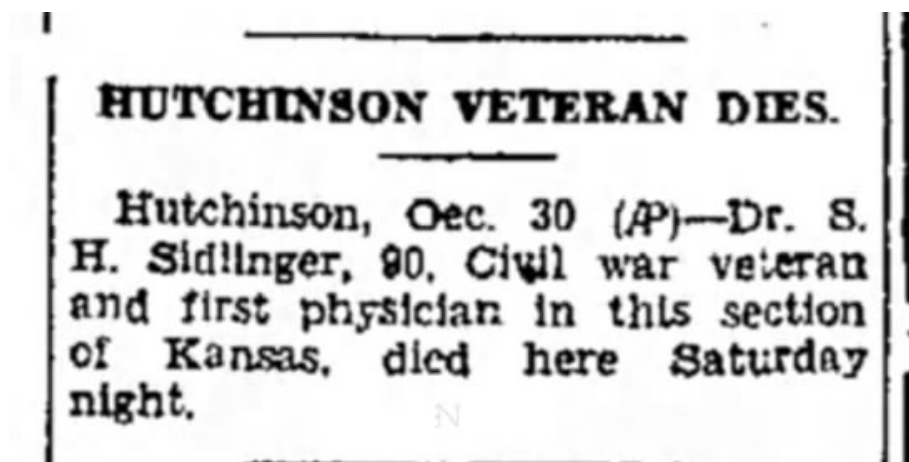 HUTCHINSON VETERAN DIES.
Hutchinson, Oec. 30 (AP)—Dr. S.
H. Sidlinger, 90, Civil war veteran
and first physician in this section
of Kansas, died here Saturday
night.
N